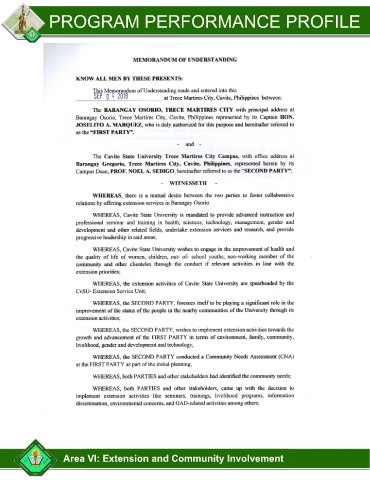 PROGRAM PERFORMANCE PROFILE
MEMORANDUM OF UNDERSTANDING
KNOW ALL MEN BY THESE PRESENTS:
This Memorandum of Understanding made and entered into this
SEP 04 2018 at Trece Martires City, Cavite, Philippines between:
The BARANGAY OSORIO, TRECE MARTIRES CITY with principal address at
Barangay Osorio, Trece Martires City, Cavite, Philippines represented by its Captain HON.
JOSELITO A. MARQUEZ, who is duly authorized for this purpose and hereinafter referred to
as the "FIRST PARTY".
- and -
The Cavite State University Trece Martires City Campus, with office address at
Barangay Gregorio, Trece Martires City, Cavite, Philippines, represented herein by its
Campus Dean, PROF. NOEL A. SEDIGO, hereinafter referred to as the "SECOND PARTY";
- WITNESSETH -
WHEREAS, there is a mutual desire between the two parties to foster collaborative
relations by offering extension services in Barangay Osorio
WHEREAS, Cavite State University is mandated to provide advanced instruction and
professional seminar and training in health, sciences, technology, management, gender and
development and other related fields, undertake extension services and research, and provide
progressive leadership in said areas;
WHEREAS, Cavite State University wishes to engage in the improvement of health and
the quality of life of women, children, out- of- school youths, non-working member of the
community and other clienteles through the conduct if relevant activities in line with the
extension priorities;
WHEREAS, the extension activities of Cavite State University are spearheaded by the
CvSU- Extension Service Unit,
WHEREAS, the SECOND PARTY, foresees itself to be playing a significant role in the
improvement of the status of the people in the nearby communities of the University through its
extension activities;
WHEREAS, the SECOND PARTY, wishes to implement extension activities towards the
growth and advancement of the FIRST PARTY in terms of environment, family, community,
livelihood, gender and development and technology;
WHEREAS, the SECOND PARTY conducted a Community Needs Assessment (CNA)
at the FIRST PARTY as part of the initial planning;
WHEREAS, both PARTIES and other stakeholders had identified the community needs;
WHEREAS, both PARTIES and other stakeholders, came up with the decision to
implement extension activities like seminars, trainings, livelihood programs, information
dissemination, environmental concerns, and GAD-related activities among others;
Area VI: Extension and Community Involvement